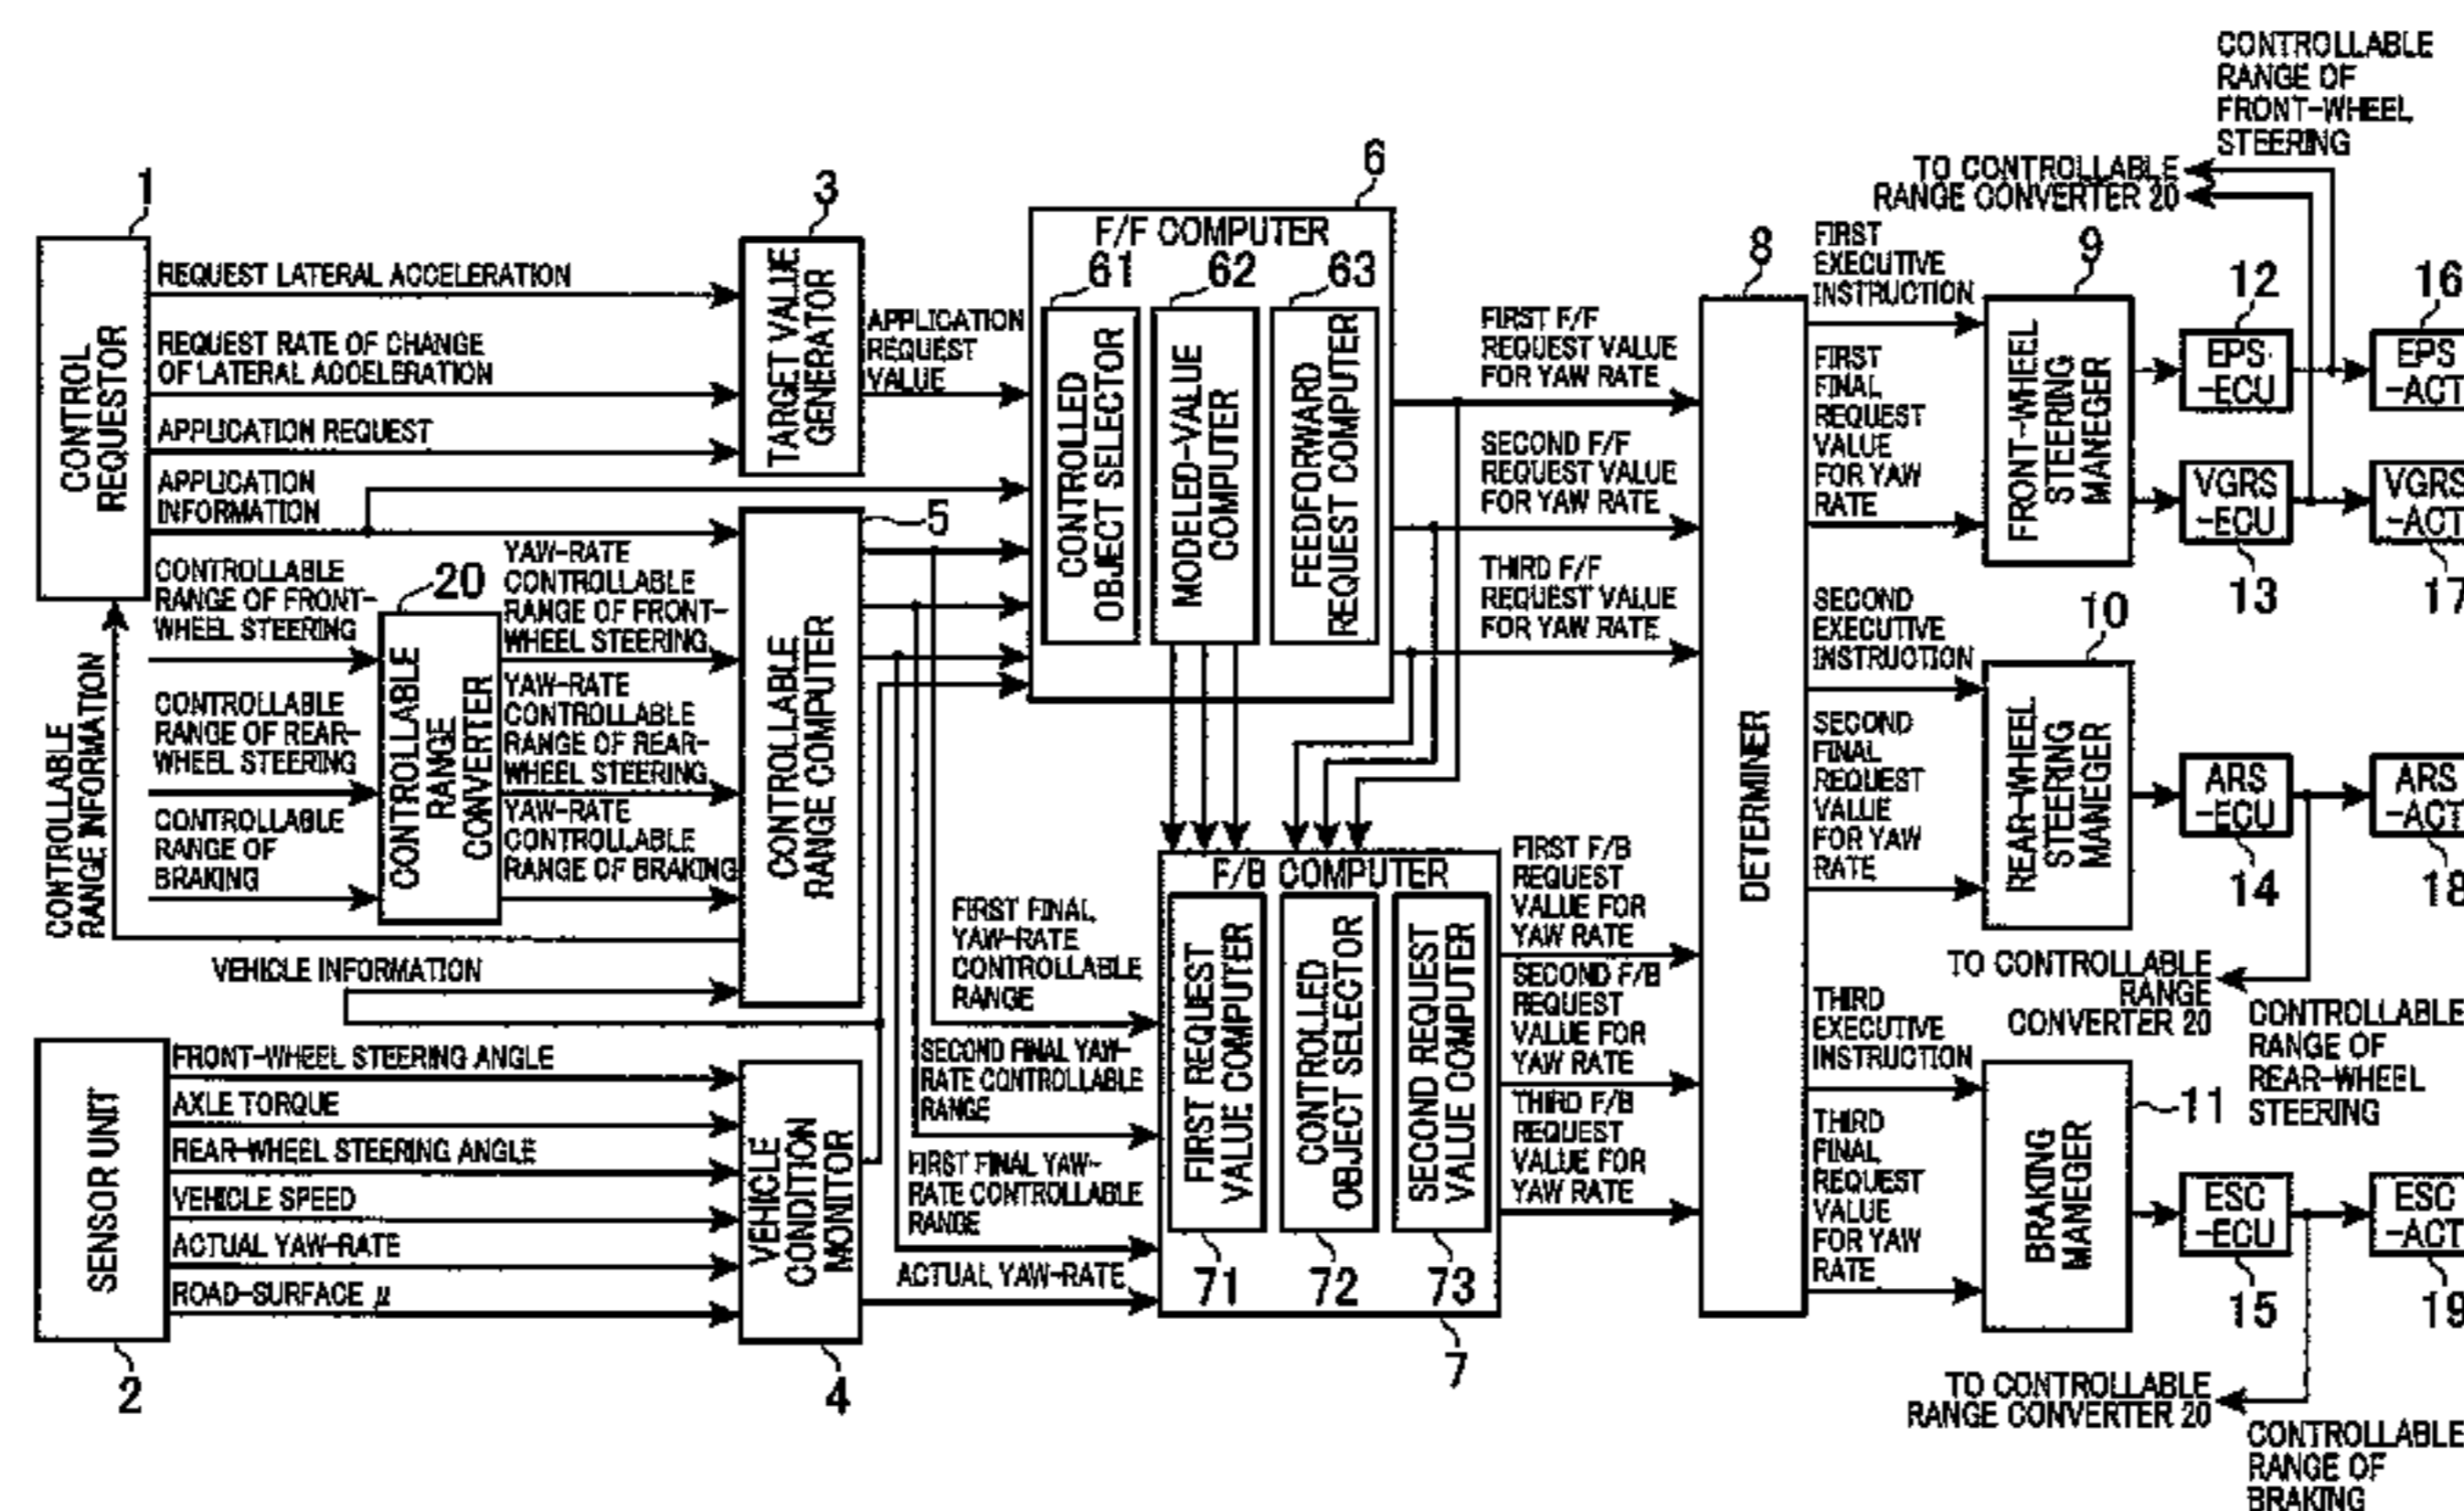 1
CONTROL
REQUESTOR
REQUEST LATERAL ACCELERATION
REQUEST RATE OF CHANGE
OF LATERAL ACCELERATION
APPLICATION REQUEST
APPLICATION
INFORMATION
3
TARGET VALUE
GENERATOR
APPLICATION
REQUEST
VALUE
CONTROLLABLE
RANGE INFORMATION
CONTROLLABLE
RANGE OF FRONT-
WHEEL STEERING
CONTROLLABLE
RANGE OF REAR-
WHEEL STEERING
CONTROLLABLE
RANGE OF
BRAKING
20
CONTROLLABLE
RANGE
CONVERTER
YAW-RATE
CONTROLLABLE
RANGE OF FRONT-
WHEEL STEERING
YAW-RATE
CONTROLLABLE
RANGE OF REAR-
WHEEL STEERING
YAW-RATE
CONTROLLABLE
RANGE OF BRAKING
5
CONTROLLABLE
RANGE COMPUTER
VEHICLE INFORMATION
SENSOR UNIT
2
FRONT-WHEEL STEERING ANGLE
AXLE TORQUE
REAR-WHEEL STEERING ANGLE
VEHICLE SPEED
ACTUAL YAW-RATE
ROAD-SURFACE μ
VEHICLE
CONDITION
MONITOR
4
6
F/F COMPUTER
61
CONTROLLED
OBJECT SELECTOR
62
MODELED-VALUE
COMPUTER
63
FEEDFORWARD
REQUEST COMPUTER
FIRST FINAL
YAW-RATE
CONTROLLABLE
RANGE
SECOND FINAL YAW-
RATE CONTROLLABLE
RANGE
FIRST FINAL YAW-
RATE CONTROLLABLE
RANGE
ACTUAL YAW-RATE
F/B COMPUTER
FIRST REQUEST
VALUE COMPUTER
71
CONTROLLED
OBJECT SELECTOR
72
SECOND REQUEST
VALUE COMPUTER
73
7
FIRST F/F
REQUEST VALUE
FOR YAW RATE
SECOND F/F
REQUEST VALUE
FOR YAW RATE
THIRD F/F
REQUEST VALUE
FOR YAW RATE
FIRST F/B
REQUEST
VALUE FOR
YAW RATE
SECOND F/B
REQUEST
VALUE FOR
YAW RATE
THIRD F/B
REQUEST
VALUE FOR
YAW RATE
8
DETERMINER
FIRST
EXECUTIVE
INSTRUCTION
FIRST
FINAL
REQUEST
VALUE
FOR YAW
RATE
SECOND
EXECUTIVE
INSTRUCTION
SECOND
FINAL
REQUEST
VALUE
FOR YAW
RATE
THIRD
EXECUTIVE
INSTRUCTION
THIRD
FINAL
REQUEST
VALUE
FOR YAW
RATE
CONTROLLABLE
RANGE OF
FRONT-WHEEL
STEERING
TO CONTROLLABLE
RANGE CONVERTER 20
9
FRONT-WHEEL
STEERING
MANEGER
12
EPS
-ECU
16
EPS
-ACT
VGRS
-ECU
13
VGRS
-ACT
17
10
REAR-WHEEL
STEERING
MANEGER
ARS
-ECU
14
ARS
-ACT
18
TO CONTROLLABLE
RANGE
CONVERTER 20
CONTROLLABLE
RANGE OF
REAR-WHEEL
STEERING
BRAKING
MANEGER
11
ESC
-ECU
15
ESC
-ACT
19
TO CONTROLLABLE
RANGE CONVERTER 20
CONTROLLABLE
RANGE OF
BRAKING